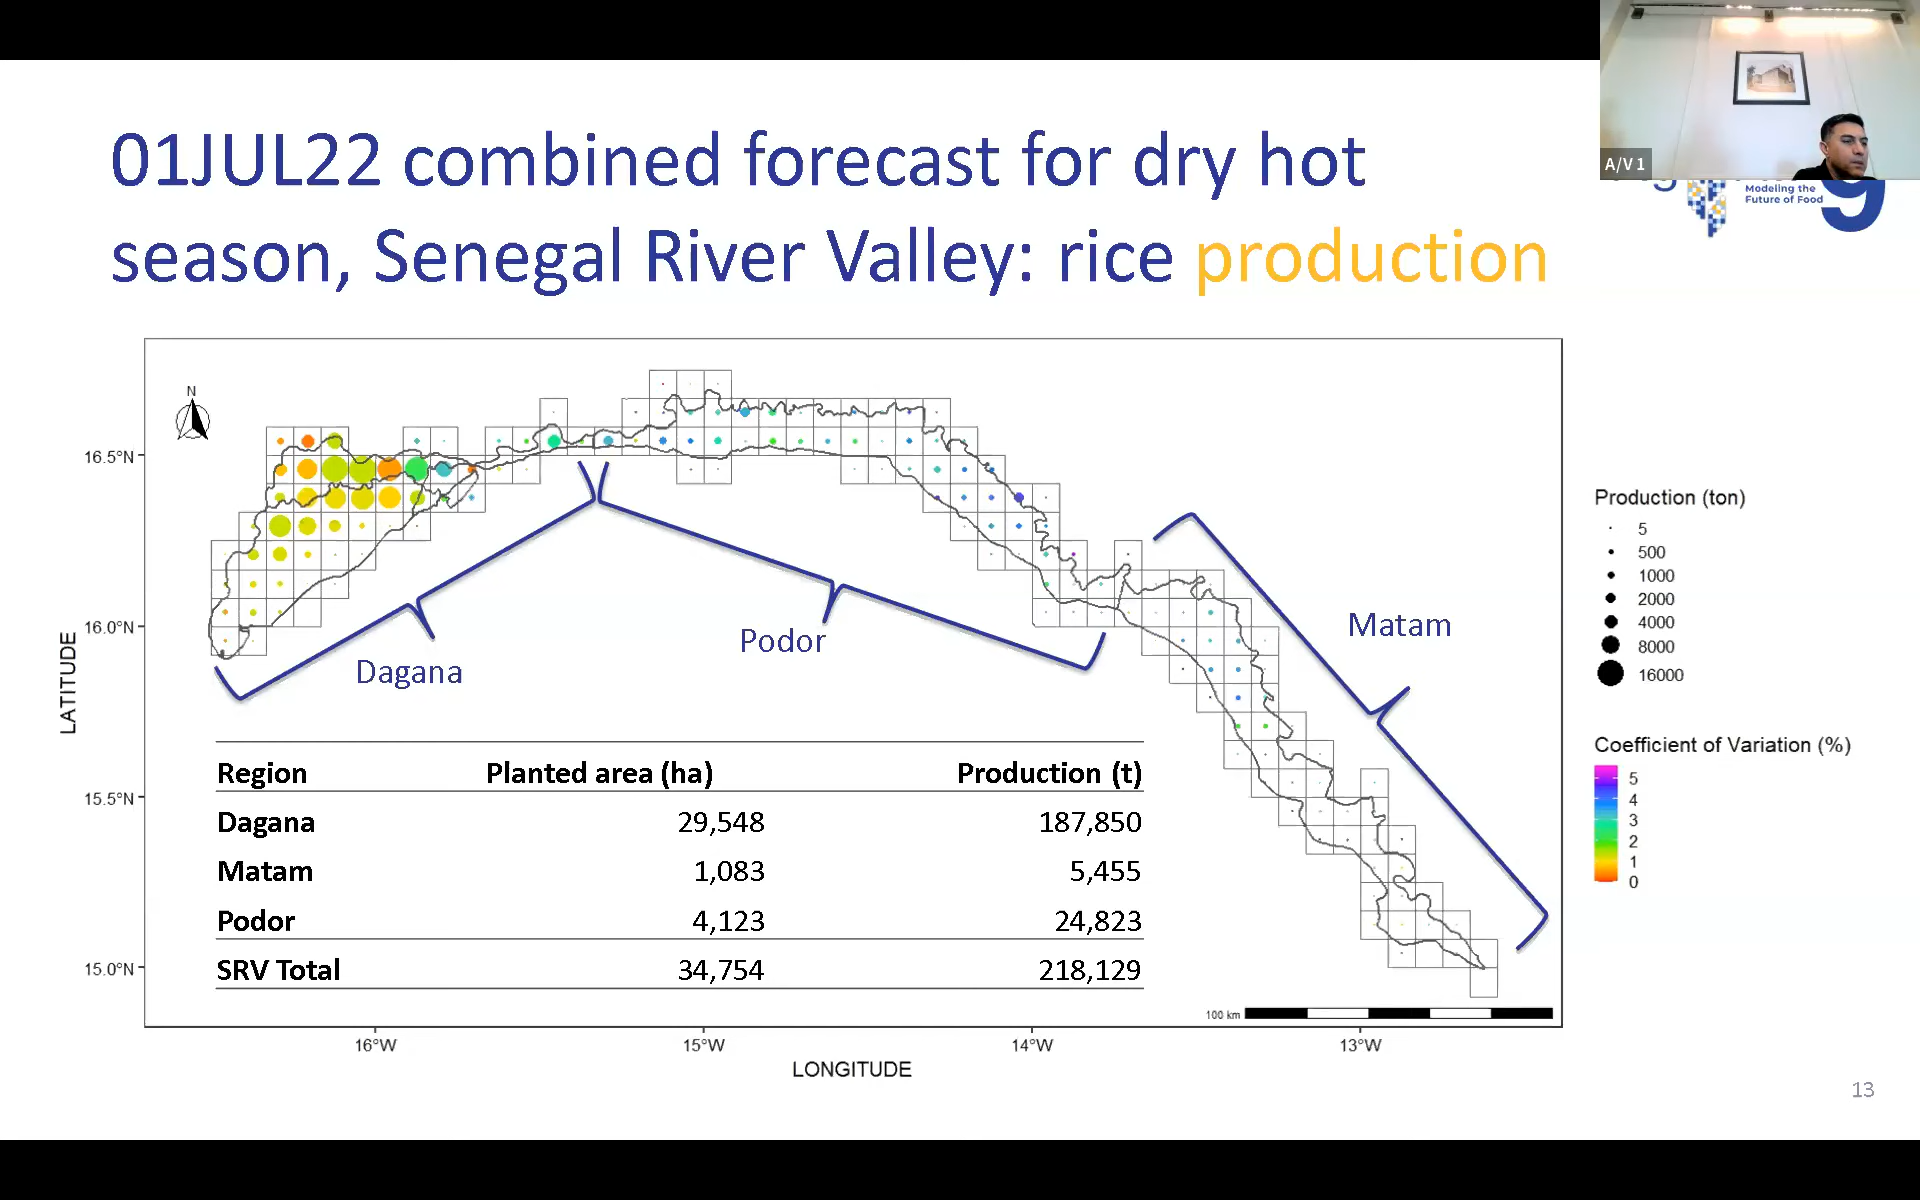 A/V 1
01JUL22 combined forecast for dry hot
season, Senegal River Valley: rice production
Modeling the
Future of Food
9
N
16.5°N
16.0°N
15.5°N
15.0°N
LATITUDE
Dagana
Podor
Matam
Region Planted area (ha) Production (t)
Dagana 29,548 187,850
Matam 1,083 5,455
Podor 4,123 24,823
SRV Total 34,754 218,129
100 km
16°W 15°W 14°W 13°W
LONGITUDE
Production (ton)
5
500
1000
2000
4000
8000
16000
Coefficient of Variation (%)
5
4
3
2
1
0
13